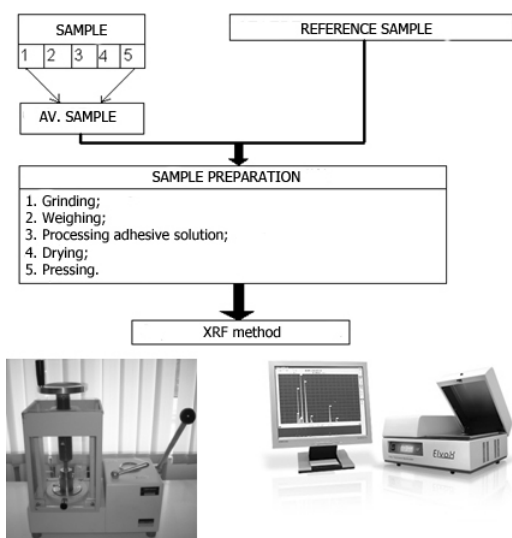 SAMPLE
1 2 3 4 5
REFERENCE SAMPLE
AV. SAMPLE
SAMPLE PREPARATION
1. Grinding;
2. Weighing;
3. Processing adhesive solution;
4. Drying;
5. Pressing.
XRF method